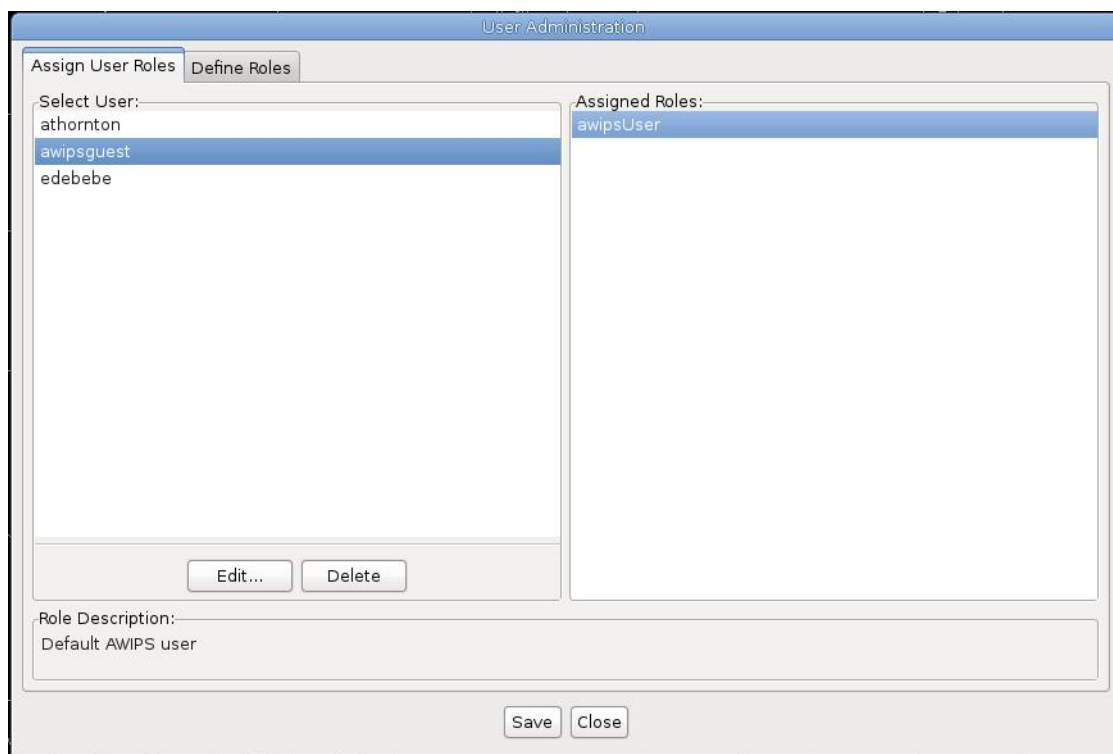 User Administration
Assign User Roles
Define Roles
Select User:
athornton
awipsguest
edebebe
Edit...
Delete
Assigned Roles:
awipsUser
Role Description:
Default AWIPS user
Save
Close